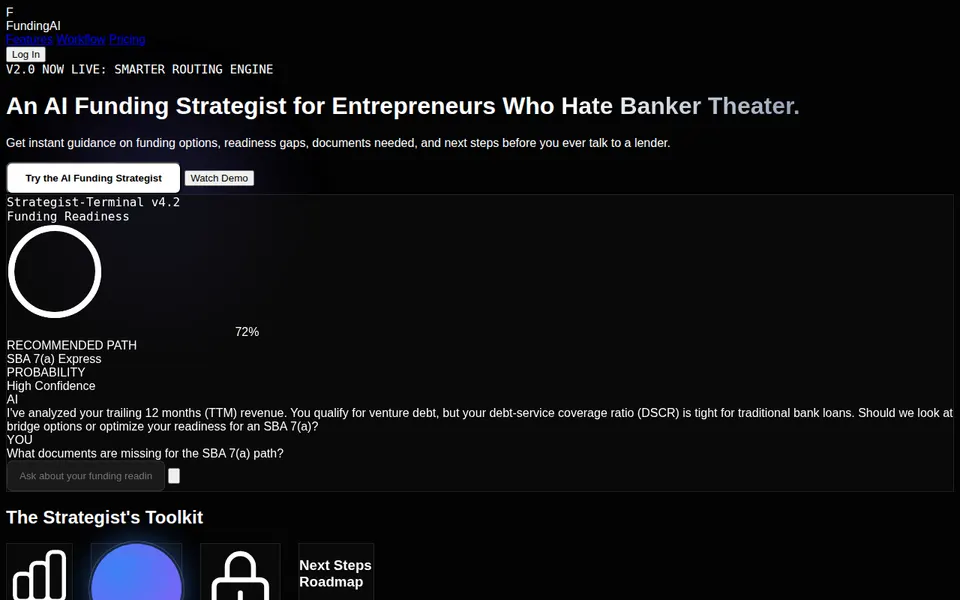 F
FundingAI
Features Workflow Pricing
Log In
V2.0 NOW LIVE: SMARTER ROUTING ENGINE
An AI Funding Strategist for Entrepreneurs Who Hate Banker Theater.
Get instant guidance on funding options, readiness gaps, documents needed, and next steps before you ever talk to a lender.
Try the AI Funding Strategist Watch Demo
Strategist-Terminal v4.2
Funding Readiness
72%
RECOMMENDED PATH
SBA 7(a) Express
PROBABILITY
High Confidence
AI
I've analyzed your trailing 12 months (TTM) revenue. You qualify for venture debt, but your debt-service coverage ratio (DSCR) is tight for traditional bank loans. Should we look at
bridge options or optimize your readiness for an SBA 7(a)?
YOU
What documents are missing for the SBA 7(a) path?
Ask about your funding readin
The Strategist's Toolkit
Next Steps
Roadmap